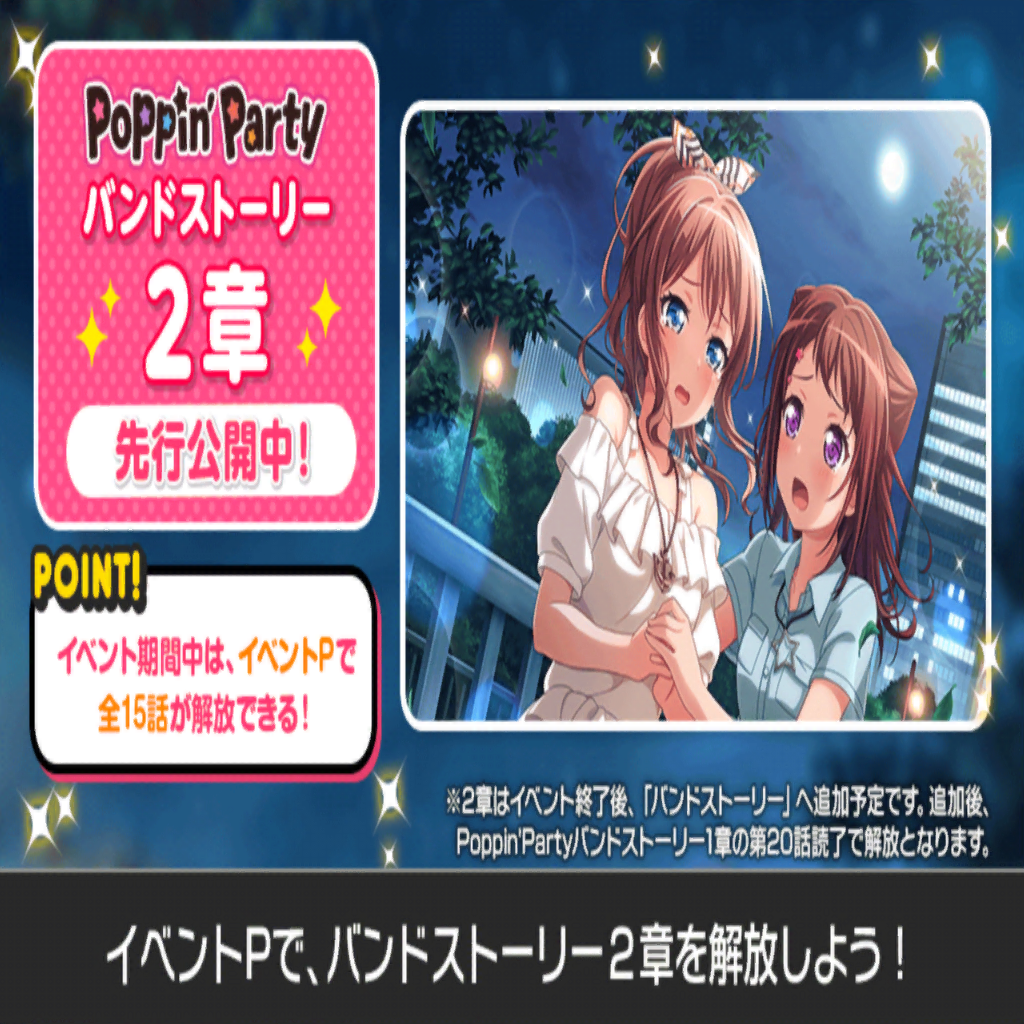 Poppin'Party
バンドストーリー
2章
先行公開中!
POINT!
イベント期間中は、イベントPで
全15話が解放できる!
※2章はイベント終了後、「バンドストーリー」へ追加予定です。追加後、
Poppin'Partyバンドストーリー1章の第20話読了で解放となります。
イベントPで、バンドストーリー2章を解放しよう!